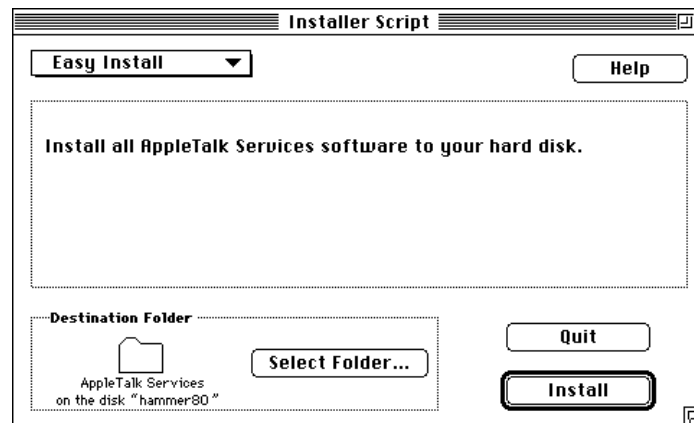 Installer Script
Easy Install
Help
Install all AppleTalk Services software to your hard disk.
Destination Folder
Select Folder...
AppleTalk Services
on the disk "hammer80"
Quit
Install